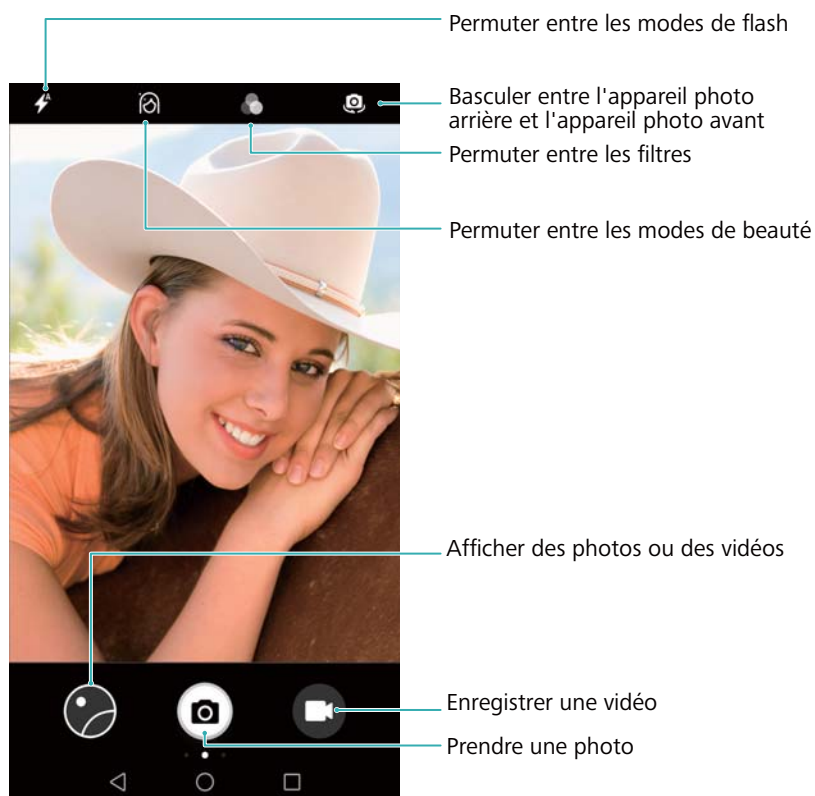 Permuter entre les modes de flash
A
Basculer entre l'appareil photo
arrière et l'appareil photo avant
Permuter entre les filtres
Permuter entre les modes de beauté
Afficher des photos ou des vidéos
Enregistrer une vidéo
Prendre une photo